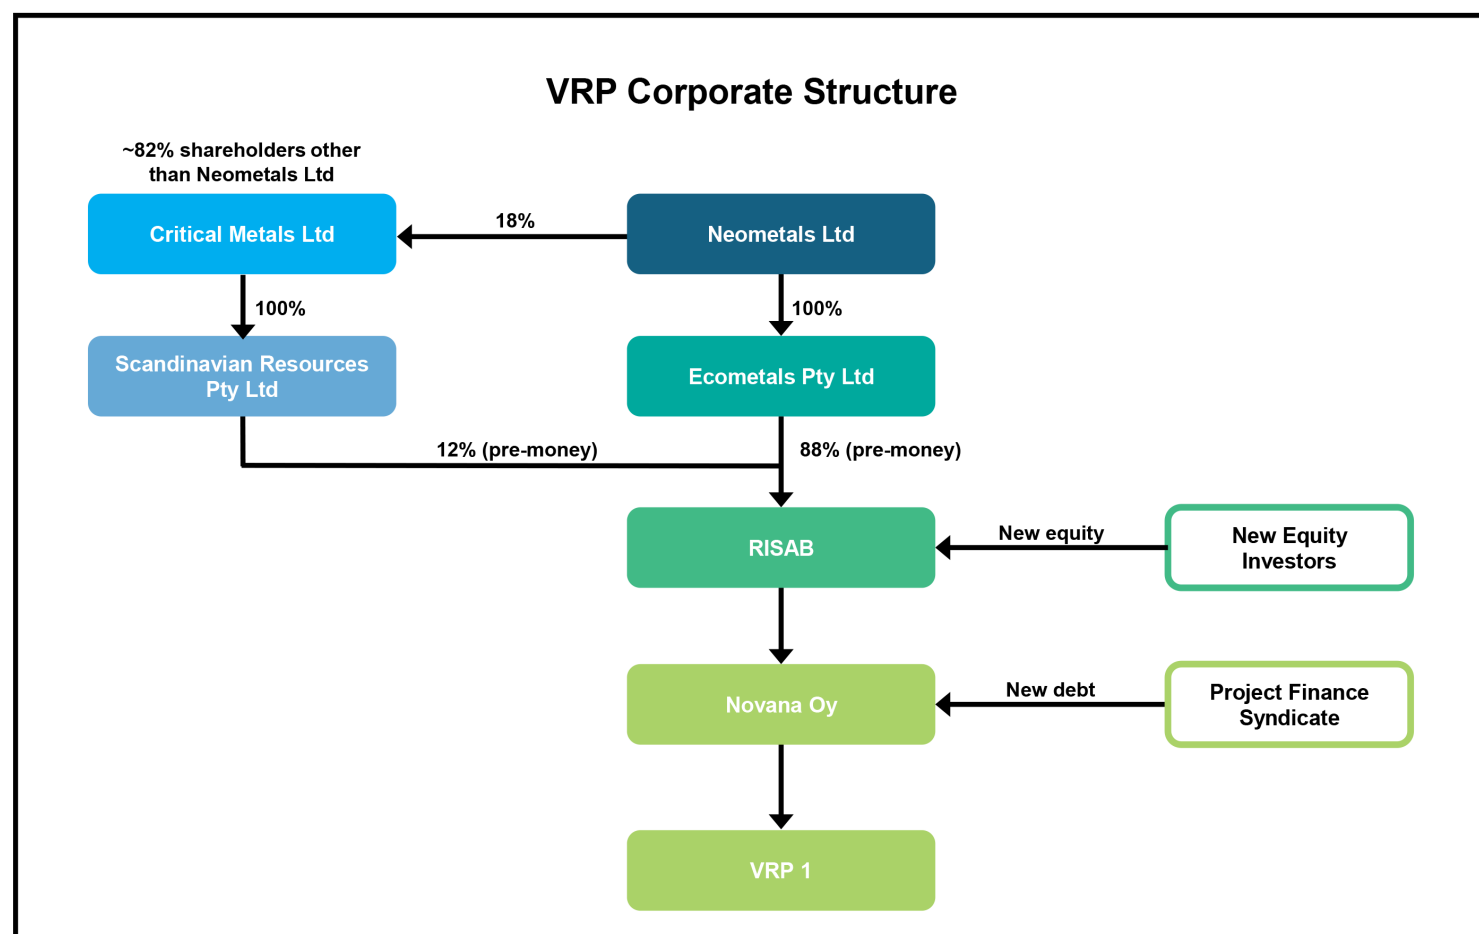 VRP Corporate Structure
~82% shareholders other
than Neometals Ltd
Critical Metals Ltd
18%
Neometals Ltd
100%
100%
Scandinavian Resources
Pty Ltd
Ecometals Pty Ltd
12% (pre-money)
88% (pre-money)
RISAB
New equity
New Equity
Investors
Novana Oy
New debt
Project Finance
Syndicate
VRP 1